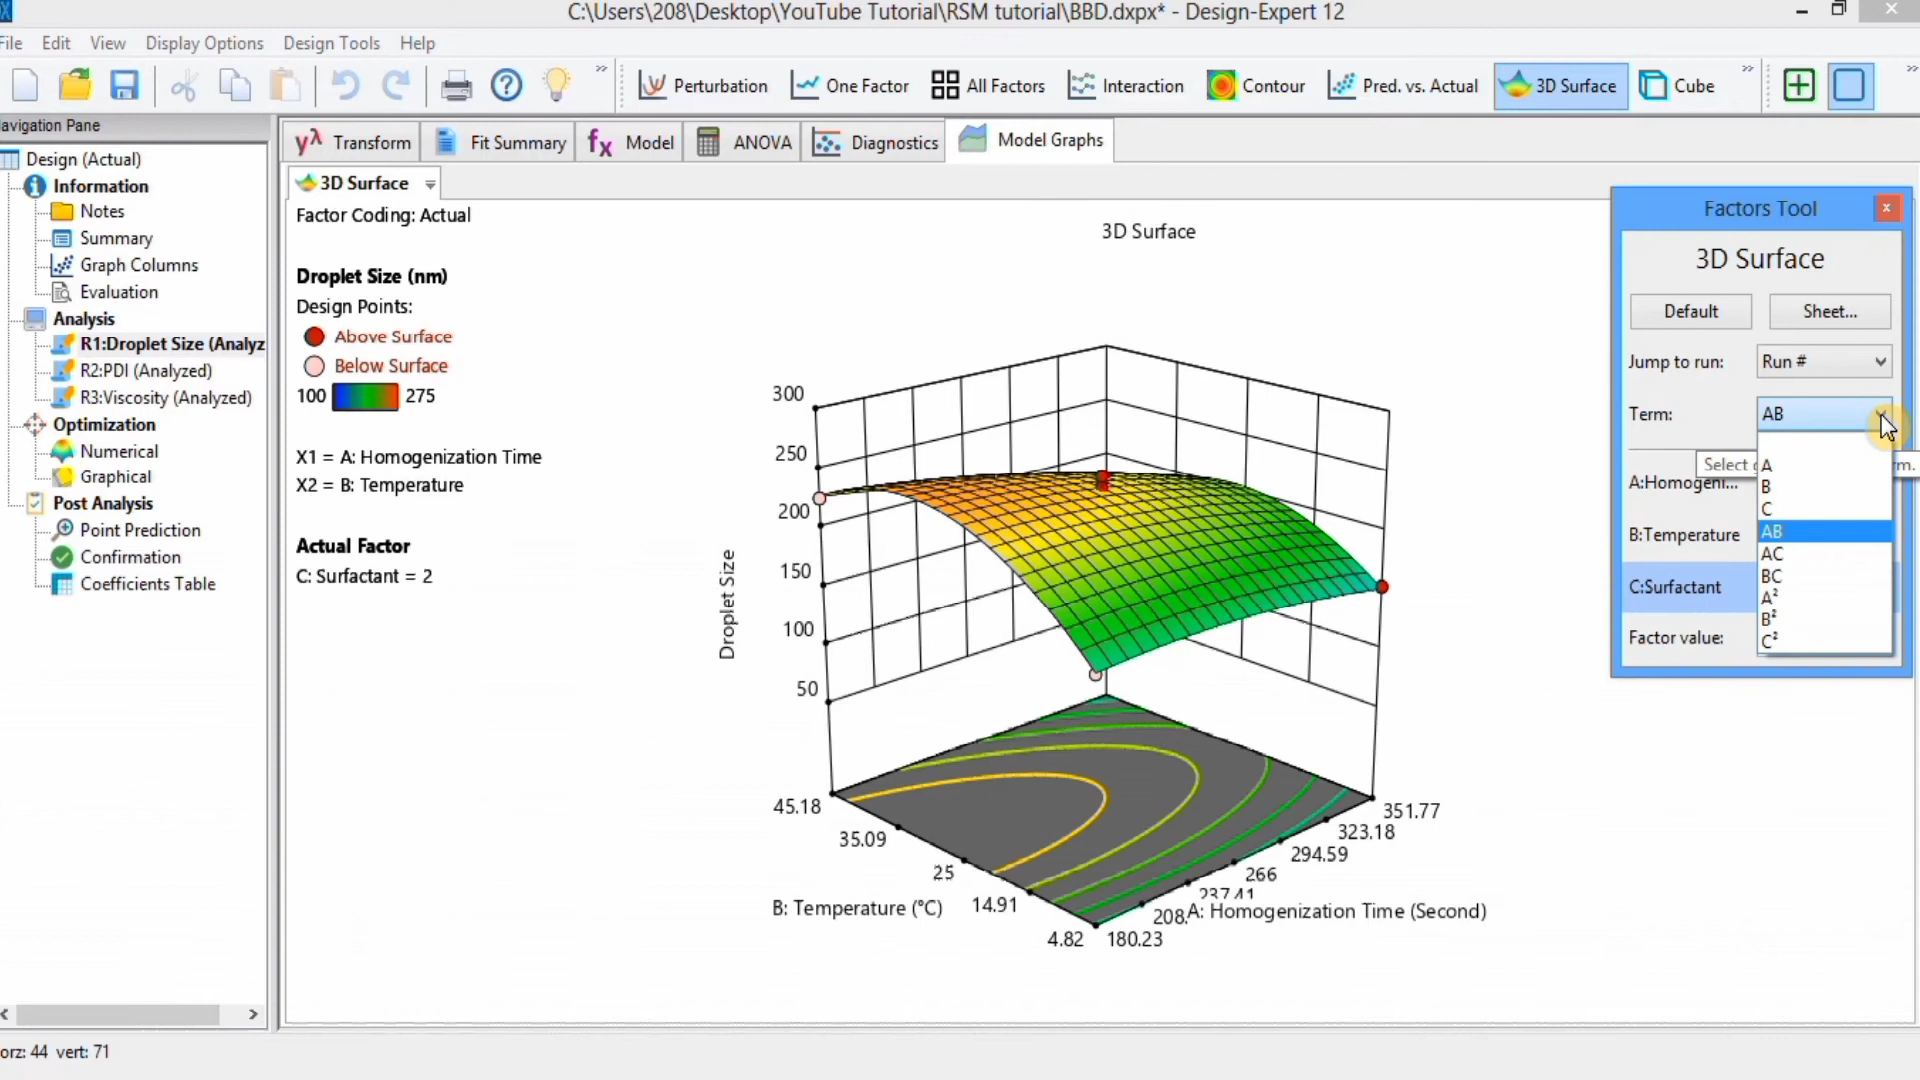 C:\Users\208\Desktop\YouTube Tutorial\RSM tutorial\BBD.dxpx* - Design-Expert 12
File Edit View Display Options Design Tools Help
Perturbation One Factor All Factors Interaction Contour Pred. vs. Actual 3D Surface Cube
avigation Pane
Design (Actual)
Information
Notes
Summary
Graph Columns
Evaluation
Analysis
R1:Droplet Size (Analyz
R2:PDI (Analyzed)
R3:Viscosity (Analyzed)
Optimization
Numerical
Graphical
Post Analysis
Point Prediction
Confirmation
Coefficients Table
yλ Transform Fit Summary fx Model ANOVA Diagnostics Model Graphs
3D Surface
Factor Coding: Actual
Droplet Size (nm)
Design Points:
Above Surface
Below Surface
100 275
X1 = A: Homogenization Time
X2 = B: Temperature
Actual Factor
C: Surfactant = 2
3D Surface
300
250
200
150
100
50
Droplet Size
45.18
35.09
25
14.91
4.82
B: Temperature (°C)
180.23
208.
237.41
266
294.59
323.18
351.77
A: Homogenization Time (Second)
Factors Tool
3D Surface
Default Sheet...
Jump to run: Run #
Term: AB
Select g
rm.
A
B
C
AB
AC
BC
A²
B²
C²
A:Homogeni...
B:Temperature
C:Surfactant
Factor value:
orz: 44 vert: 71